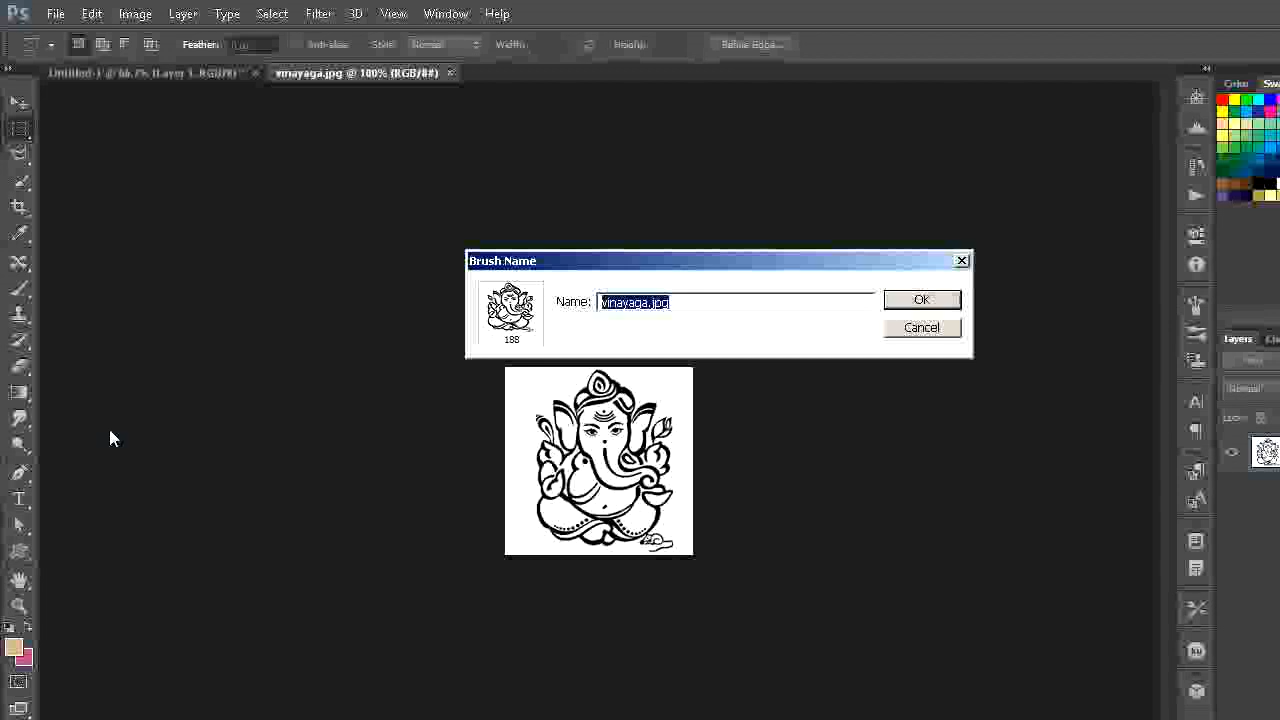 Ps File Edit Image Layer Type Select Filter 3D View Window Help
Feather: Anti-alias Style: Normal Width: Height: Refine Edge...
Untitled-1 @ 66.7% (Layer 1, RGB/8) * × vinayaga.jpg @ 100% (RGB/8#) ×
Color
Brush Name
Name: vinayaga.jpg OK
188
Cancel
Layers
Normal